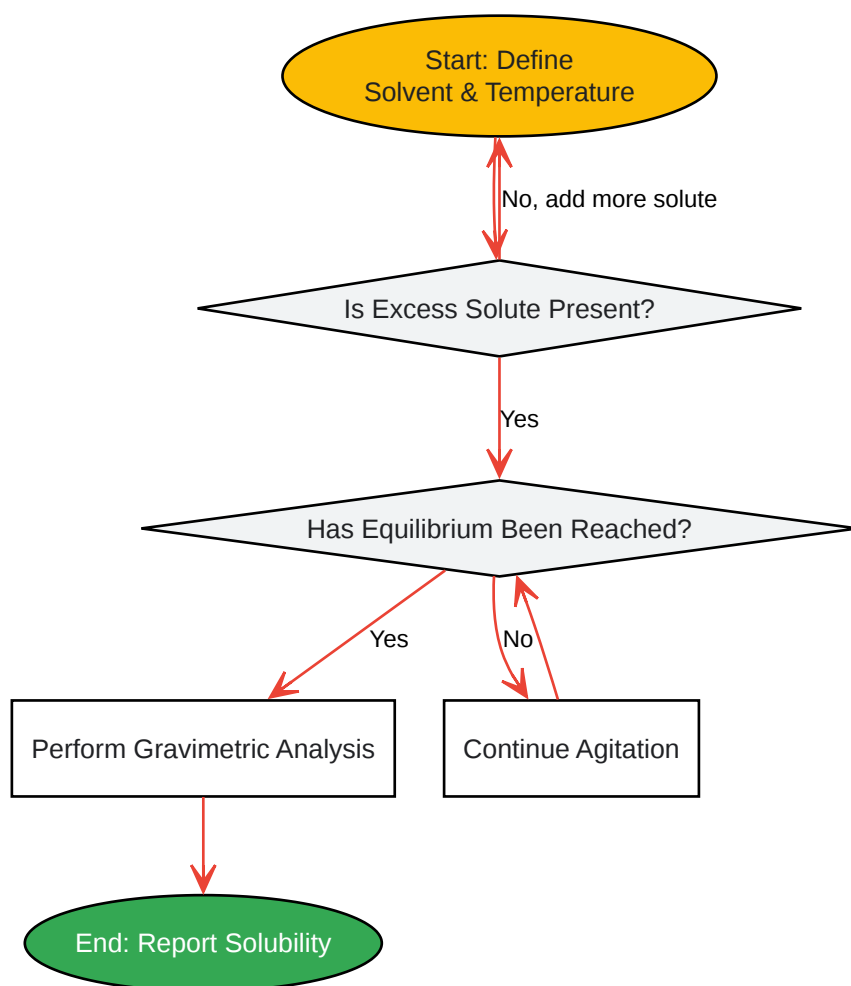 Start: Define
Solvent & Temperature
No, add more solute
Is Excess Solute Present?
Yes
Has Equilibrium Been Reached?
Yes
No
Perform Gravimetric Analysis
Continue Agitation
End: Report Solubility